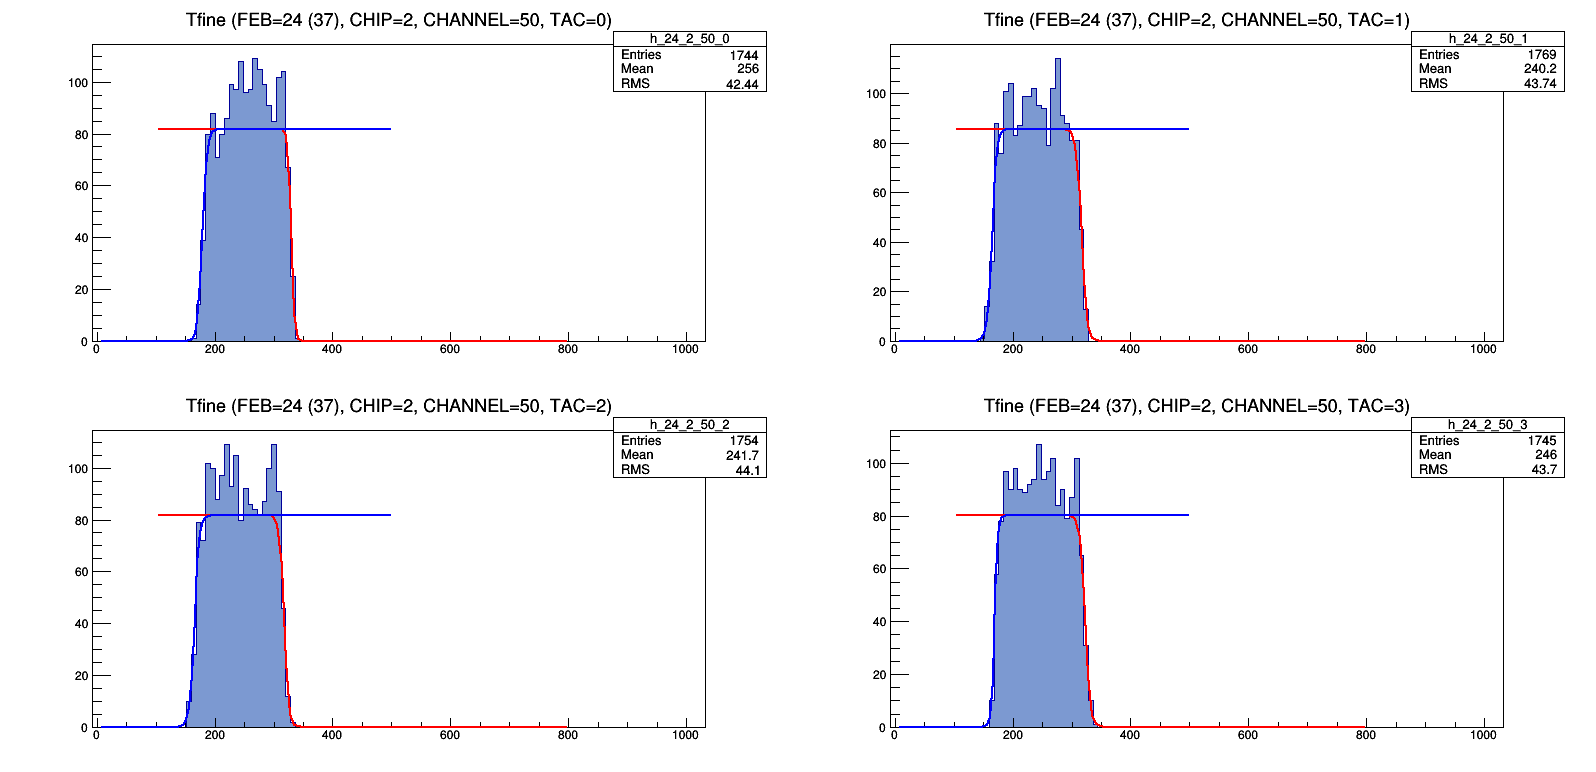 Tfine (FEB=24 (37), CHIP=2, CHANNEL=50, TAC=0)
h_24_2_50_0
Entries 1744
Mean 256
RMS 42.44
100
80
60
40
20
0
0 200 400 600 800 1000
Tfine (FEB=24 (37), CHIP=2, CHANNEL=50, TAC=1)
h_24_2_50_1
Entries 1769
Mean 240.2
RMS 43.74
100
80
60
40
20
0
0 200 400 600 800 1000
Tfine (FEB=24 (37), CHIP=2, CHANNEL=50, TAC=2)
h_24_2_50_2
Entries 1754
Mean 241.7
RMS 44.1
100
80
60
40
20
0
0 200 400 600 800 1000
Tfine (FEB=24 (37), CHIP=2, CHANNEL=50, TAC=3)
h_24_2_50_3
Entries 1745
Mean 246
RMS 43.7
100
80
60
40
20
0
0 200 400 600 800 1000